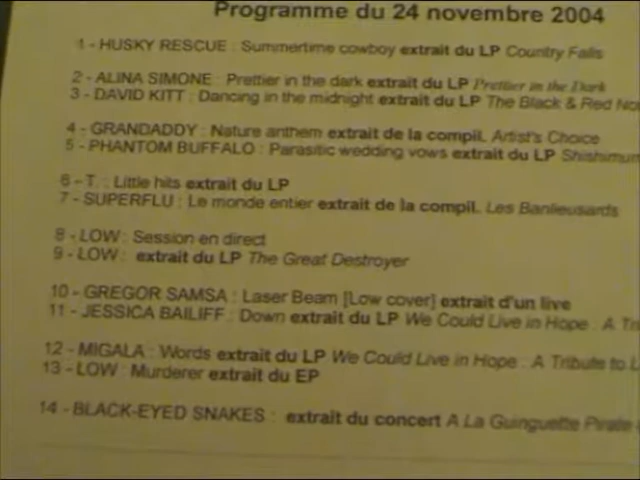 Programme du 24 novembre 2004
1 - HUSKY RESCUE : Summertime cowboy extrait du LP Country Falls
2 - ALINA SIMONE : Prettier in the dark extrait du LP Prettier in the Dark
3 - DAVID KITT : Dancing in the midnight extrait du LP The Black & Red No
4 - GRANDADDY : Nature anthem extrait de la compil. Artist's Choice
5 - PHANTOM BUFFALO : Parasitic wedding vows extrait du LP Shishimum
6 - T. : Little hits extrait du LP
7 - SUPERFLU : Le monde entier extrait de la compil. Les Banlieusards
8 - LOW : Session en direct
9 - LOW : extrait du LP The Great Destroyer
10 - GREGOR SAMSA : Laser Beam [Low cover] extrait d'un live
11 - JESSICA BAILIFF : Down extrait du LP We Could Live in Hope : A Tri
12 - MIGALA : Words extrait du LP We Could Live in Hope : A Tribute to L
13 - LOW : Murderer extrait du EP
14 - BLACK-EYED SNAKES : extrait du concert A La Guinguette Pirate